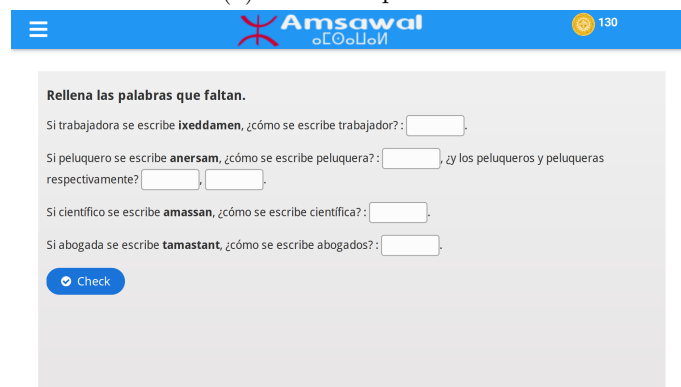 Amsawal
ⴰⵎⵙⴰⵡⴰⵍ
130
Rellena las palabras que faltan.
Si trabajadora se escribe ixeddamen, ¿cómo se escribe trabajador? : .
Si peluquero se escribe anersam, ¿cómo se escribe peluquera? : , ¿y los peluqueros y peluqueras
respectivamente? , .
Si científico se escribe amassan, ¿cómo se escribe científica? : .
Si abogada se escribe tamastant, ¿cómo se escribe abogados? : .
Check